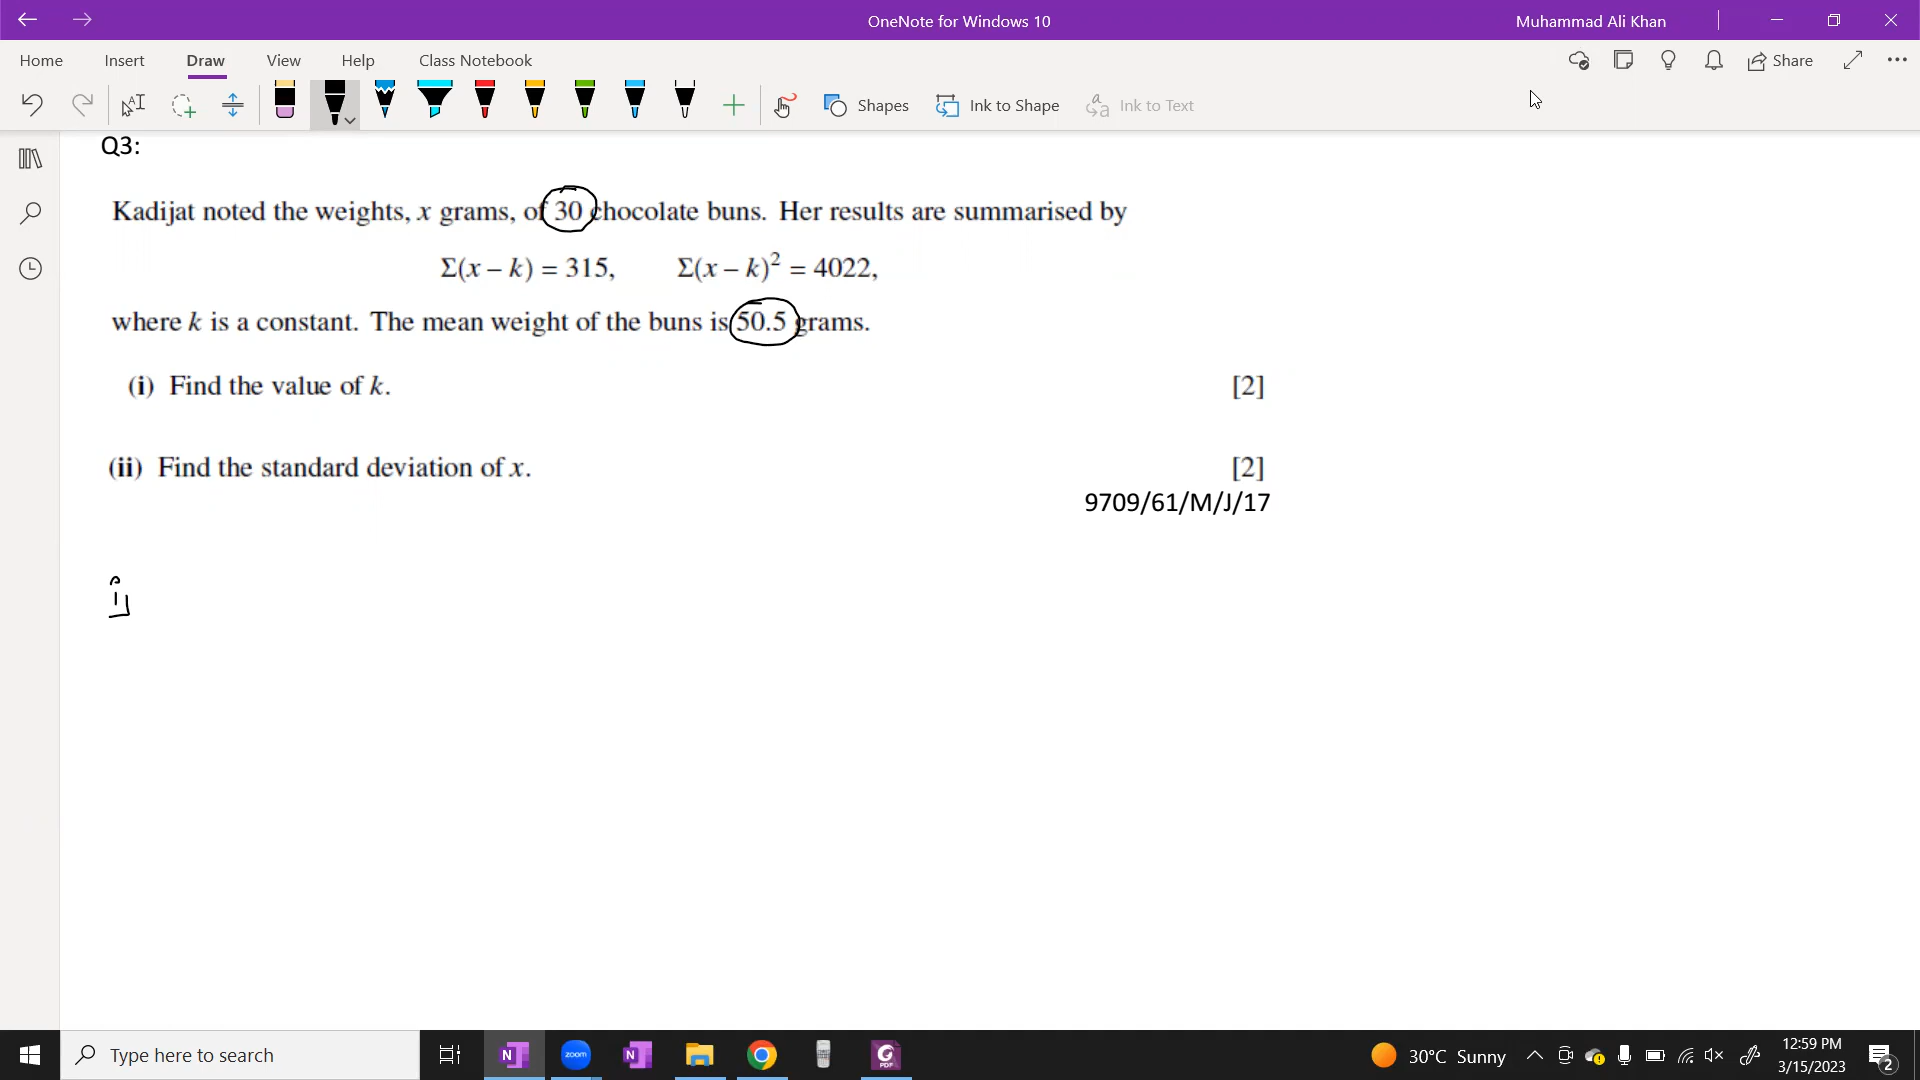 OneNote for Windows 10
Muhammad Ali Khan
Home Insert Draw View Help Class Notebook
Share
Shapes Ink to Shape Ink to Text
Q3:
Kadijat noted the weights, x grams, of 30 chocolate buns. Her results are summarised by
Σ(x – k) = 315, Σ(x – k)² = 4022,
where k is a constant. The mean weight of the buns is 50.5 grams.
(i) Find the value of k. [2]
(ii) Find the standard deviation of x. [2]
9709/61/M/J/17
Type here to search
N
zoom
N
PDF
30°C Sunny
12:59 PM
3/15/2023
2